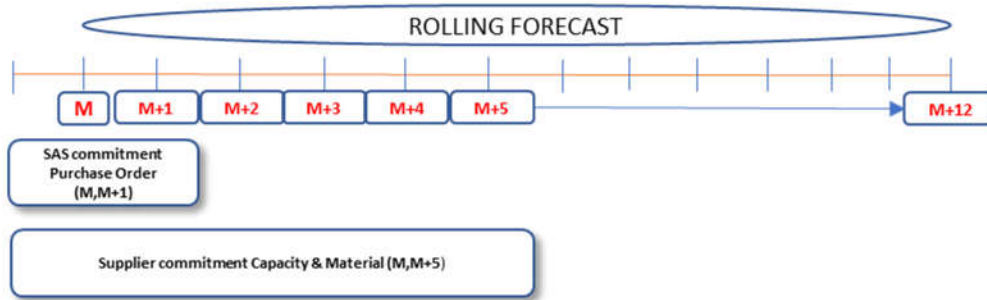 ROLLING FORECAST
M M+1 M+2 M+3 M+4 M+5 M+12
SAS commitment
Purchase Order
(M,M+1)
Supplier commitment Capacity & Material (M,M+5)